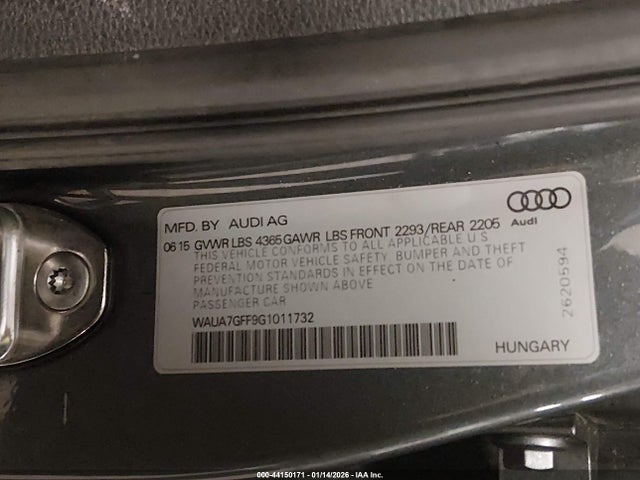 MFD. BY AUDI AG
Audi
06 15 GVWR LBS 4365 GAWR LBS FRONT 2293/REAR 2205
THIS VEHICLE CONFORMS TO ALL APPLICABLE U S
FEDERAL MOTOR VEHICLE SAFETY, BUMPER AND THEFT
PREVENTION STANDARDS IN EFFECT ON THE DATE OF
MANUFACTURE SHOWN ABOVE
PASSENGER CAR
2620594
WAUA7GFF9G1011732
HUNGARY
000-44150171 - 01/14/2026 - IAA Inc.